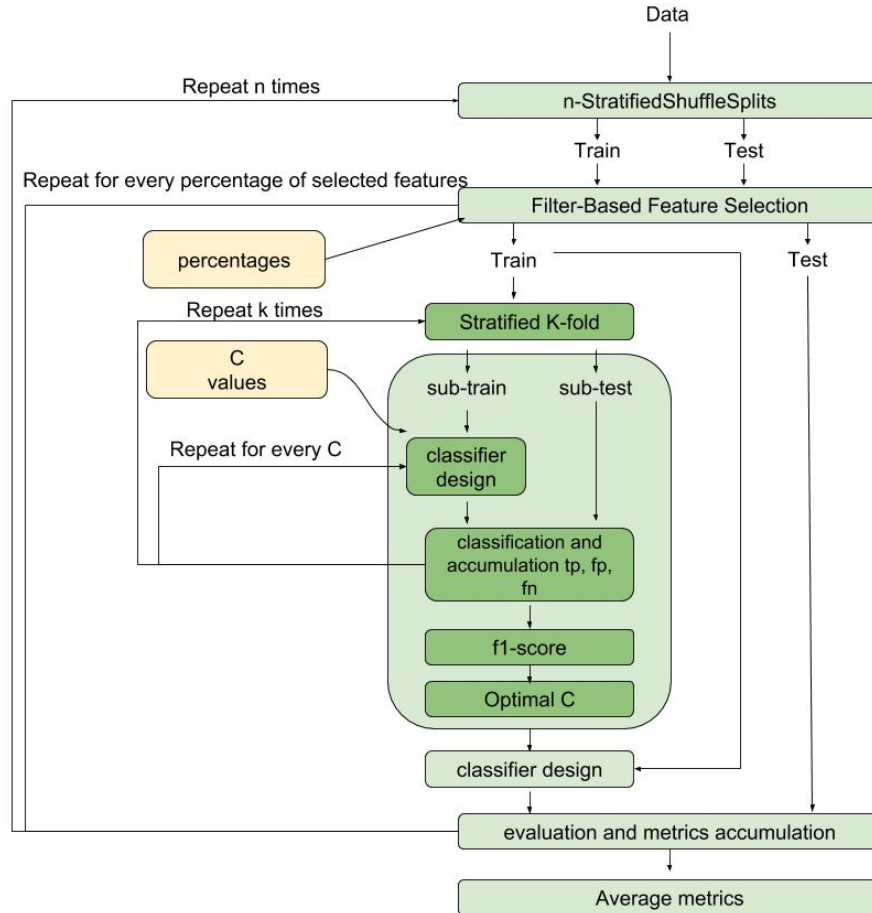 Data
Repeat n times
n-StratifiedShuffleSplits
Train
Test
Repeat for every percentage of selected features
Filter-Based Feature Selection
percentages
Train
Test
Repeat k times
Stratified K-fold
C
values
sub-train
sub-test
Repeat for every C
classifier
design
classification and
accumulation tp, fp,
fn
f1-score
Optimal C
classifier design
evaluation and metrics accumulation
Average metrics